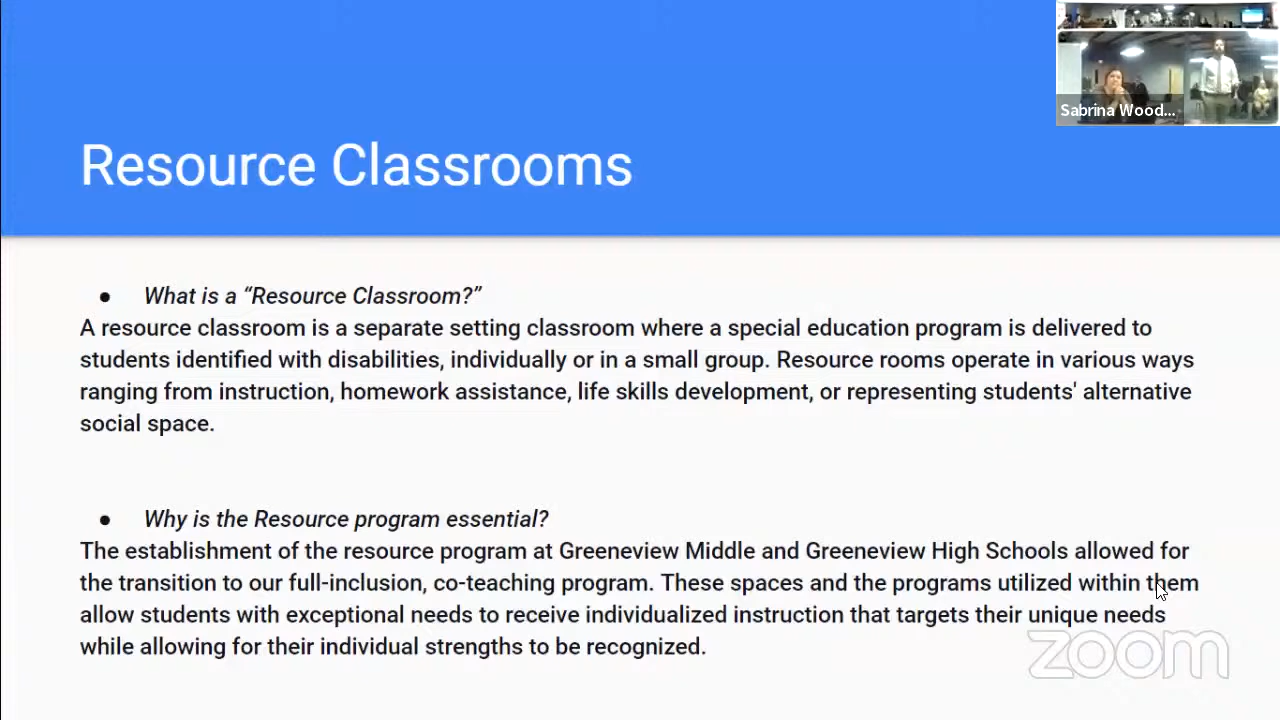 Sabrina Wood...
Resource Classrooms
● What is a “Resource Classroom?”
A resource classroom is a separate setting classroom where a special education program is delivered to
students identified with disabilities, individually or in a small group. Resource rooms operate in various ways
ranging from instruction, homework assistance, life skills development, or representing students' alternative
social space.
● Why is the Resource program essential?
The establishment of the resource program at Greeneview Middle and Greeneview High Schools allowed for
the transition to our full-inclusion, co-teaching program. These spaces and the programs utilized within them
allow students with exceptional needs to receive individualized instruction that targets their unique needs
while allowing for their individual strengths to be recognized.
zoom